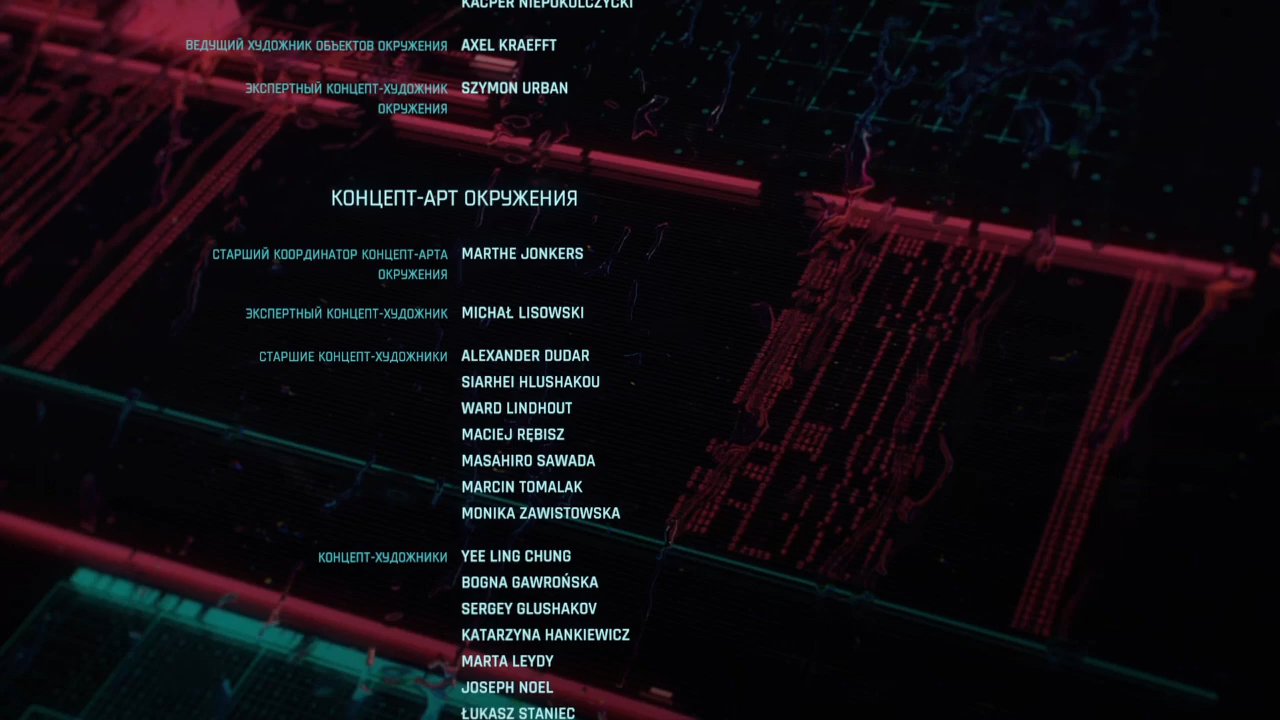 KACPER NIEPOKÓLCZYCKI
ВЕДУЩИЙ ХУДОЖНИК ОБЪЕКТОВ ОКРУЖЕНИЯ AXEL KRAEFFT
ЭКСПЕРТНЫЙ КОНЦЕПТ-ХУДОЖНИК SZYMON URBAN
ОКРУЖЕНИЯ
КОНЦЕПТ-АРТ ОКРУЖЕНИЯ
СТАРШИЙ КООРДИНАТОР КОНЦЕПТ-АРТА MARTHE JONKERS
ОКРУЖЕНИЯ
ЭКСПЕРТНЫЙ КОНЦЕПТ-ХУДОЖНИК MICHAŁ LISOWSKI
СТАРШИЕ КОНЦЕПТ-ХУДОЖНИКИ ALEXANDER DUDAR
SIARHEI HLUSHAKOU
WARD LINDHOUT
MACIEJ RĘBISZ
MASAHIRO SAWADA
MARCIN TOMALAK
MONIKA ZAWISTOWSKA
КОНЦЕПТ-ХУДОЖНИКИ YEE LING CHUNG
BOGNA GAWROŃSKA
SERGEY GLUSHAKOV
KATARZYNA HANKIEWICZ
MARTA LEYDY
JOSEPH NOEL
ŁUKASZ STANIEC